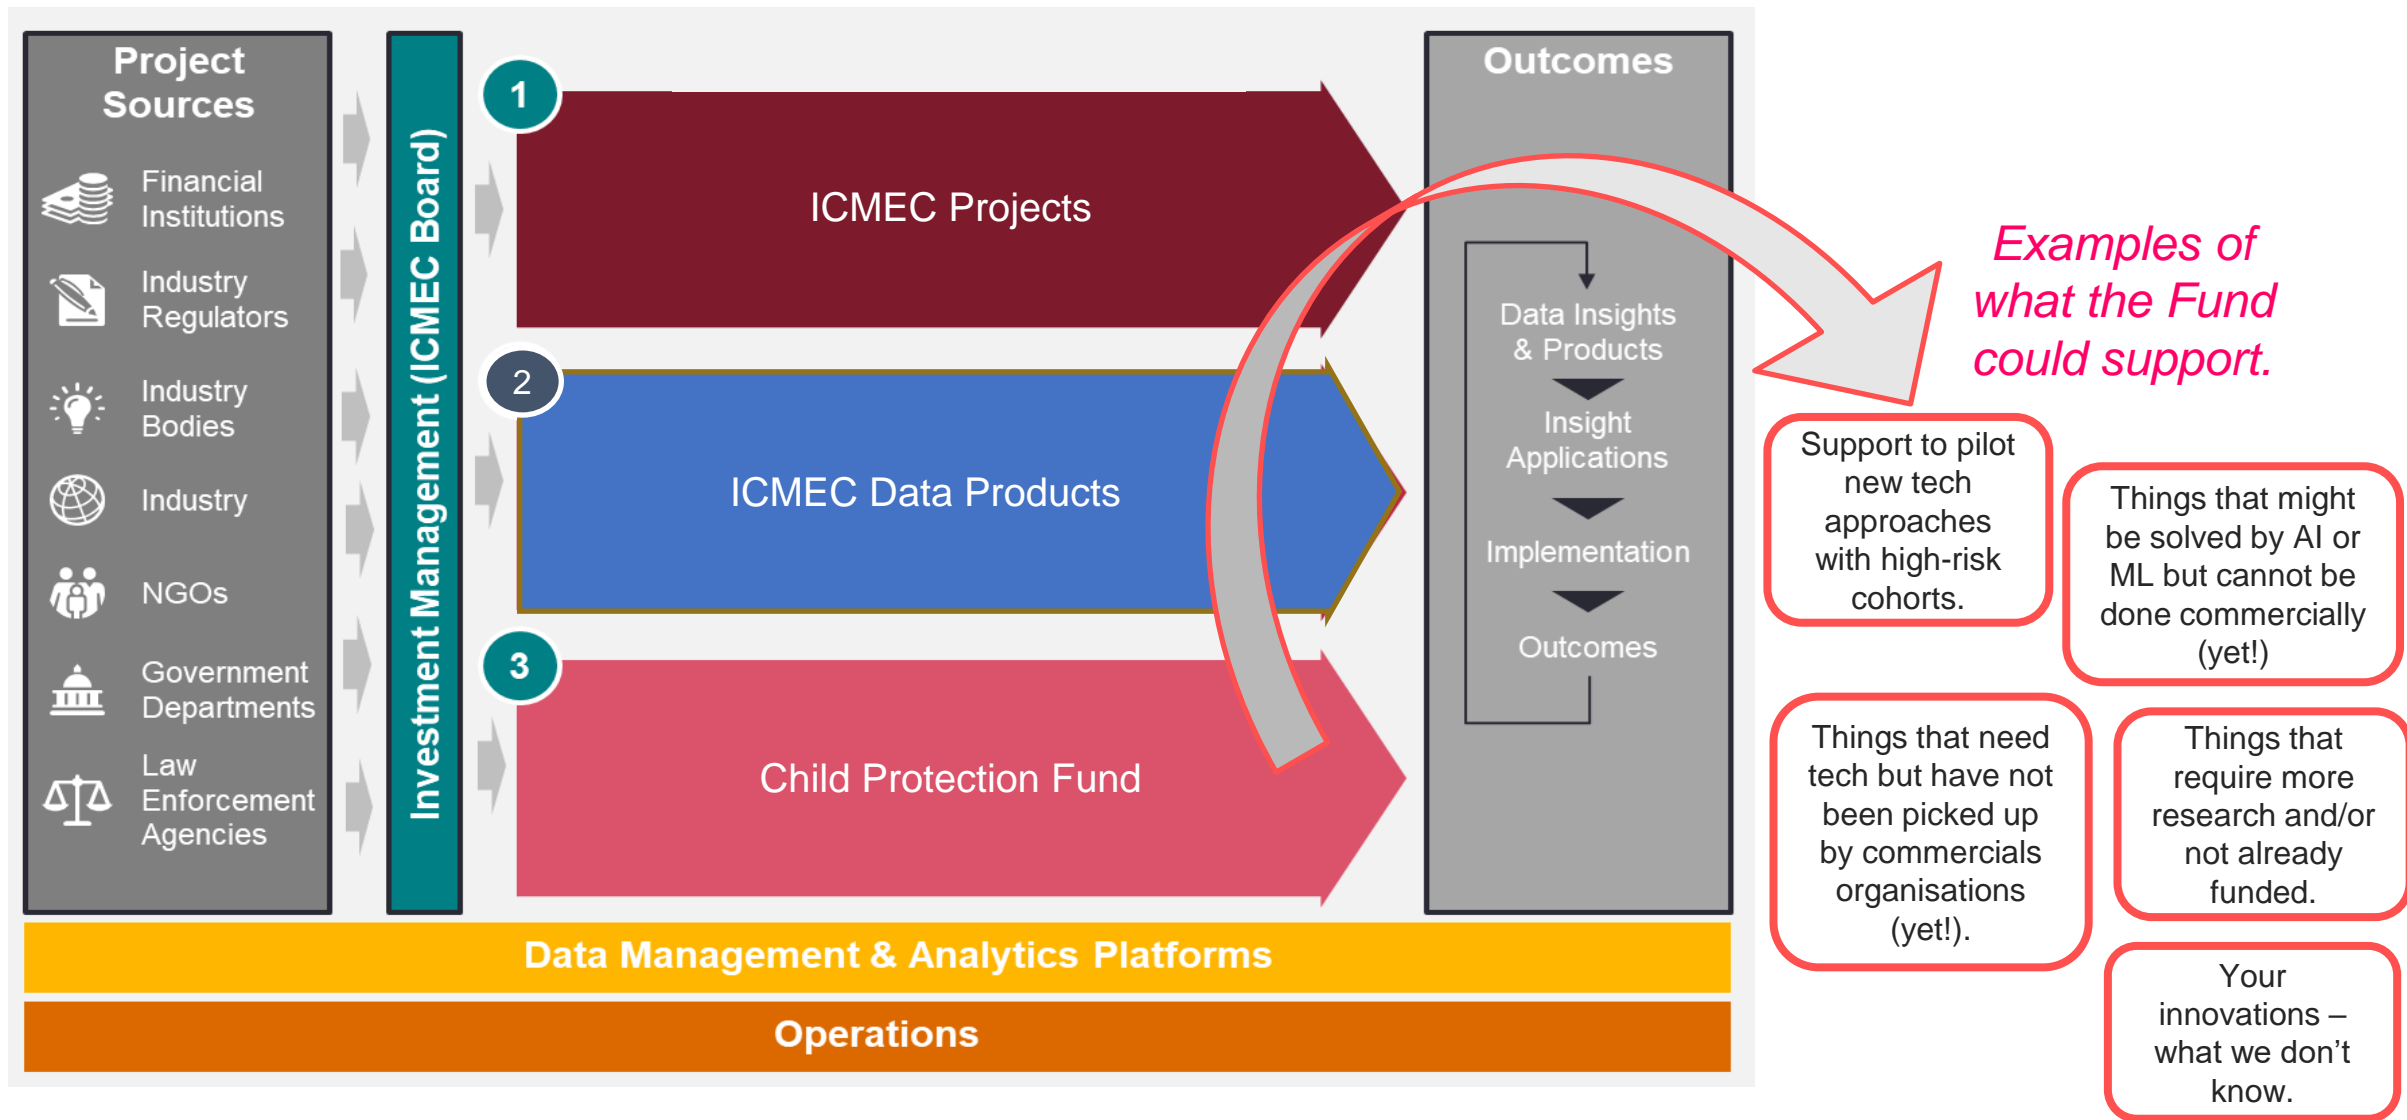 Project
Sources
Financial
Institutions
Industry
Regulators
Industry
Bodies
Industry
NGOs
Government
Departments
Law
Enforcement
Agencies
Investment Management (ICMEC Board)
1
ICMEC Projects
2
ICMEC Data Products
3
Child Protection Fund
Outcomes
Data Insights
& Products
Insight
Applications
Implementation
Outcomes
Data Management & Analytics Platforms
Operations
Examples of
what the Fund
could support.
Support to pilot
new tech
approaches
with high-risk
cohorts.
Things that might
be solved by AI or
ML but cannot be
done commercially
(yet!)
Things that need
tech but have not
been picked up
by commercials
organisations
(yet!).
Things that
require more
research and/or
not already
funded.
Your
innovations –
what we don't
know.